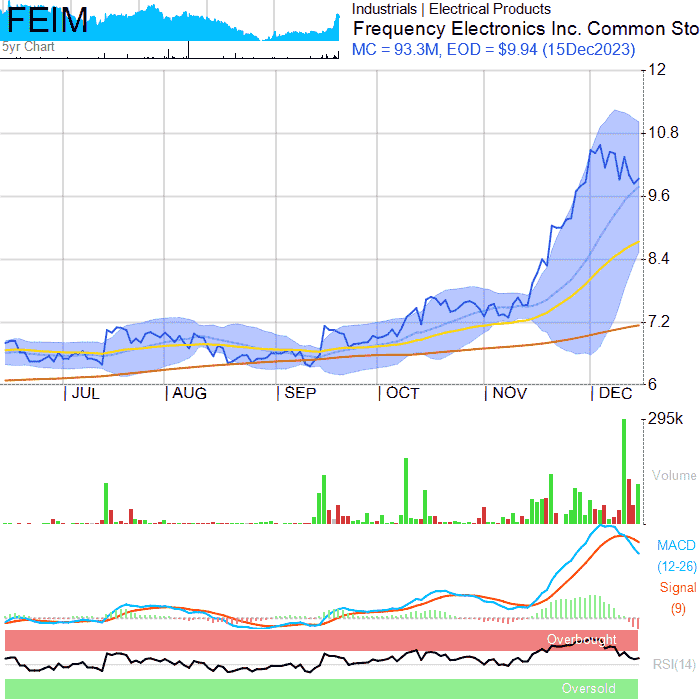 FEIM
5yr Chart
Industrials | Electrical Products
Frequency Electronics Inc. Common Sto
MC = 93.3M, EOD = $9.94 (15Dec2023)
12
10.8
9.6
8.4
7.2
6
JUL AUG SEP OCT NOV DEC
295k
Volume
MACD
(12-26)
Signal
(9)
Overbought
RSI(14)
Oversold